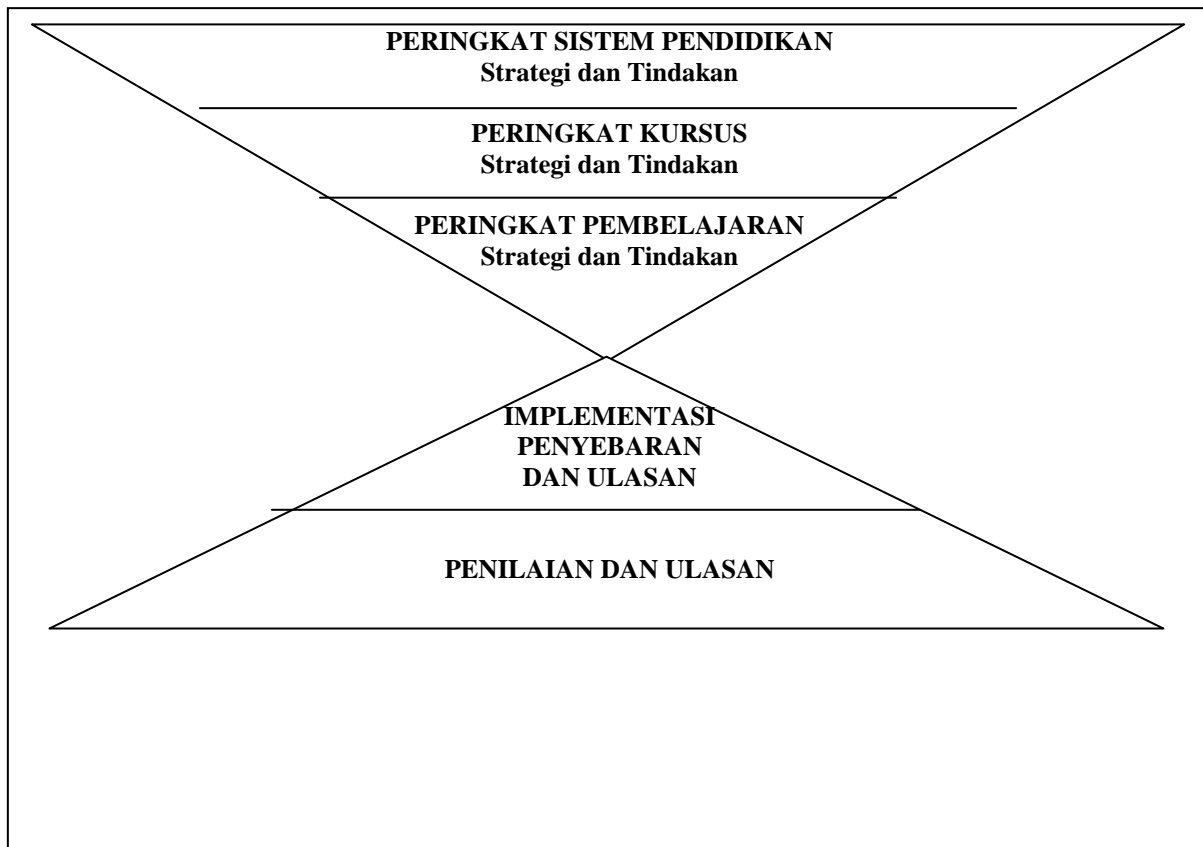 PERINGKAT SISTEM PENDIDIKAN
Strategi dan Tindakan
PERINGKAT KURSUS
Strategi dan Tindakan
PERINGKAT PEMBELAJARAN
Strategi dan Tindakan
IMPLEMENTASI
PENYEBARAN
DAN ULASAN
PENILAIAN DAN ULASAN